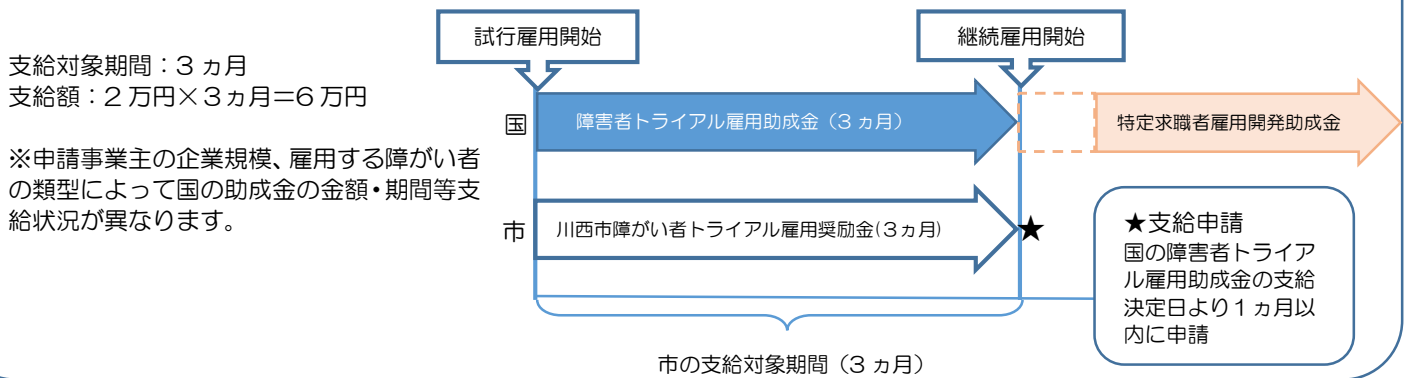 試行雇用開始
継続雇用開始
支給対象期間：３ヵ月
支給額：２万円×３ヵ月＝６万円
国
障害者トライアル雇用助成金（３ヵ月）
特定求職者雇用開発助成金
※申請事業主の企業規模、雇用する障がい者
の類型によって国の助成金の金額・期間等支
給状況が異なります。
市
川西市障がい者トライアル雇用奨励金(３ヵ月)
★
★支給申請
国の障害者トライア
ル雇用助成金の支給
決定日より１ヵ月以
内に申請
市の支給対象期間（３ヵ月）